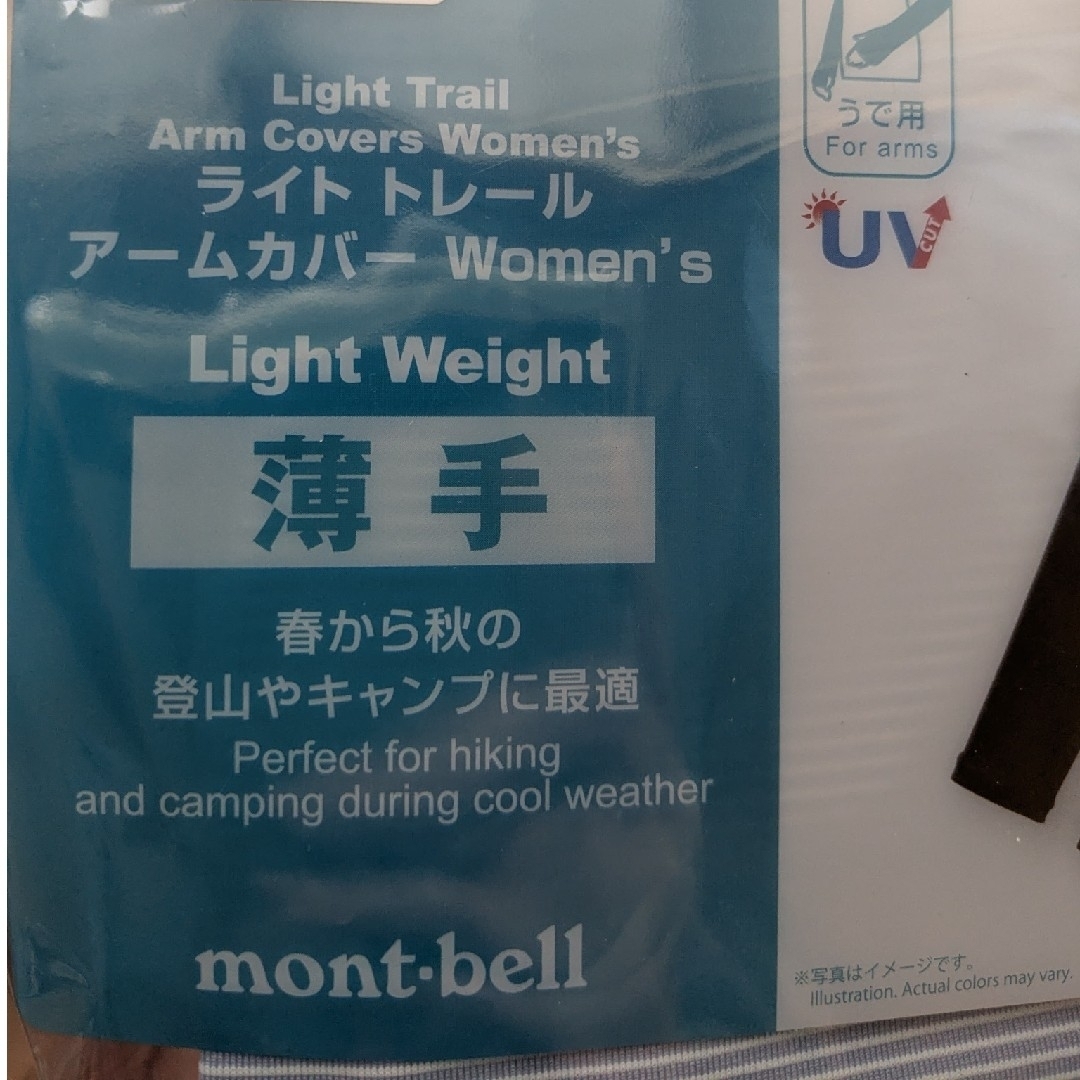 Light Trail
Arm Covers Women's
ライト トレール
アームカバー Women's
Light Weight
薄手
春から秋の
登山やキャンプに最適
Perfect for hiking
and camping during cool weather
mont-bell
うで用
For arms
UV CUT
※写真はイメージです。
Illustration. Actual colors may vary.